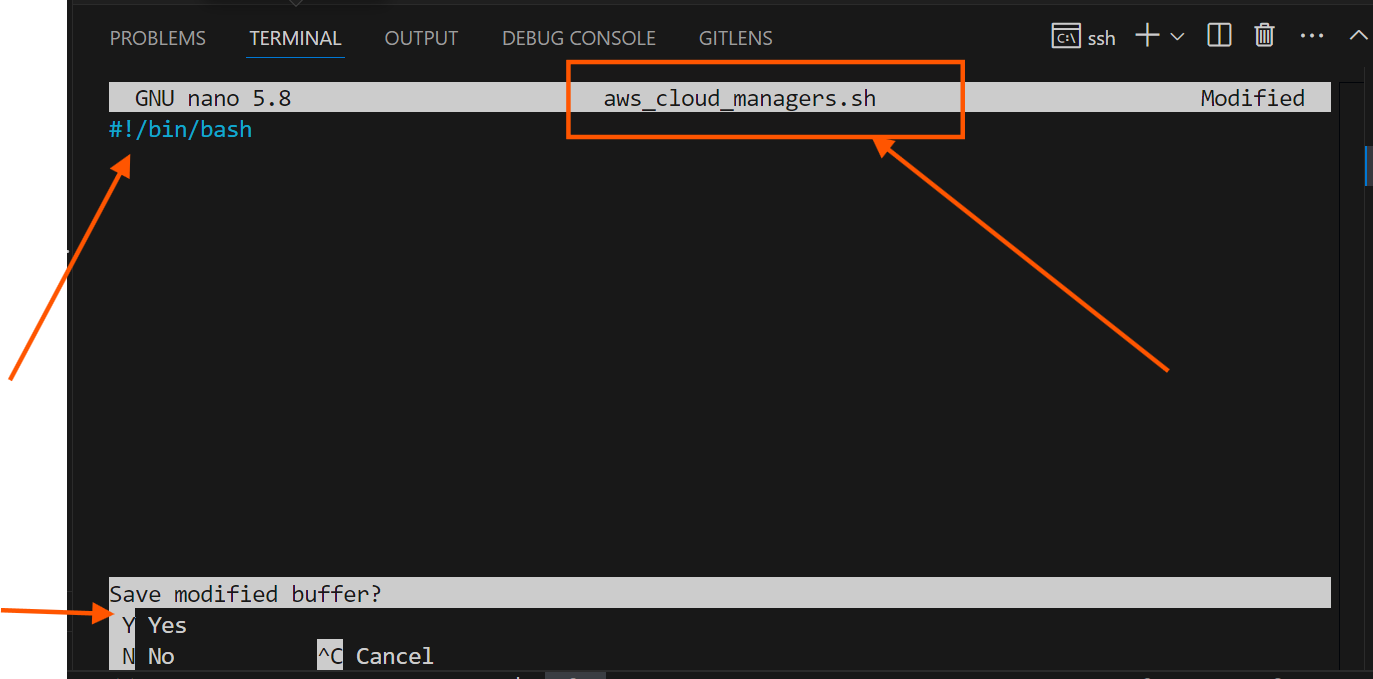 PROBLEMS TERMINAL OUTPUT DEBUG CONSOLE GITLENS C:\ ssh
GNU nano 5.8 aws_cloud_managers.sh Modified
#!/bin/bash
Save modified buffer?
Y Yes
N No ^C Cancel